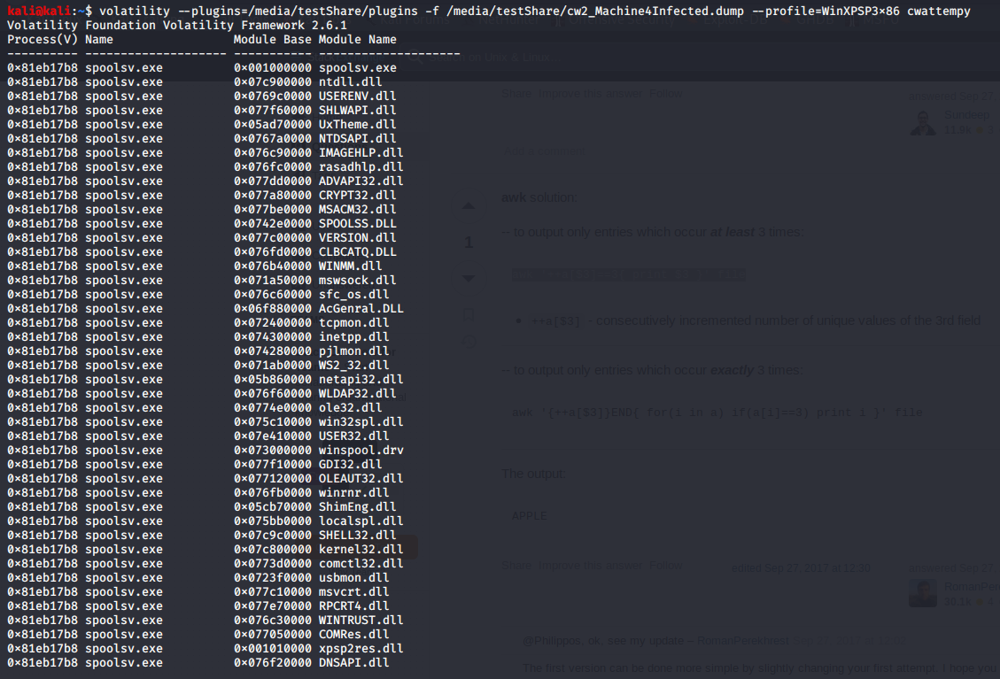 kali@kali:~$ volatility --plugins=/media/testShare/plugins -f /media/testShare/cw2_Machine4Infected.dump --profile=WinXPSP3x86 cwattempy
Volatility Foundation Volatility Framework 2.6.1
Process(V) Name Module Base Module Name
---------- -------------------- ----------- --------------------
0x81eb17b8 spoolsv.exe 0x001000000 spoolsv.exe
0x81eb17b8 spoolsv.exe 0x07c900000 ntdll.dll
0x81eb17b8 spoolsv.exe 0x0769c0000 USERENV.dll
0x81eb17b8 spoolsv.exe 0x077f60000 SHLWAPI.dll
0x81eb17b8 spoolsv.exe 0x05ad70000 UxTheme.dll
0x81eb17b8 spoolsv.exe 0x0767a0000 NTDSAPI.dll
0x81eb17b8 spoolsv.exe 0x076c90000 IMAGEHLP.dll
0x81eb17b8 spoolsv.exe 0x076fc0000 rasadhlp.dll
0x81eb17b8 spoolsv.exe 0x077dd0000 ADVAPI32.dll
0x81eb17b8 spoolsv.exe 0x077a80000 CRYPT32.dll
0x81eb17b8 spoolsv.exe 0x077be0000 MSACM32.dll
0x81eb17b8 spoolsv.exe 0x0742e0000 SPOOLSS.DLL
0x81eb17b8 spoolsv.exe 0x077c00000 VERSION.dll
0x81eb17b8 spoolsv.exe 0x076fd0000 CLBCATQ.DLL
0x81eb17b8 spoolsv.exe 0x076b40000 WINMM.dll
0x81eb17b8 spoolsv.exe 0x071a50000 mswsock.dll
0x81eb17b8 spoolsv.exe 0x076c60000 sfc_os.dll
0x81eb17b8 spoolsv.exe 0x06f880000 AcGenral.DLL
0x81eb17b8 spoolsv.exe 0x072400000 tcpmon.dll
0x81eb17b8 spoolsv.exe 0x074300000 inetpp.dll
0x81eb17b8 spoolsv.exe 0x074280000 pjlmon.dll
0x81eb17b8 spoolsv.exe 0x071ab0000 WS2_32.dll
0x81eb17b8 spoolsv.exe 0x05b860000 netapi32.dll
0x81eb17b8 spoolsv.exe 0x076f60000 WLDAP32.dll
0x81eb17b8 spoolsv.exe 0x0774e0000 ole32.dll
0x81eb17b8 spoolsv.exe 0x075c10000 win32spl.dll
0x81eb17b8 spoolsv.exe 0x07e410000 USER32.dll
0x81eb17b8 spoolsv.exe 0x073000000 winspool.drv
0x81eb17b8 spoolsv.exe 0x077f10000 GDI32.dll
0x81eb17b8 spoolsv.exe 0x077120000 OLEAUT32.dll
0x81eb17b8 spoolsv.exe 0x076fb0000 winrnr.dll
0x81eb17b8 spoolsv.exe 0x05cb70000 ShimEng.dll
0x81eb17b8 spoolsv.exe 0x075bb0000 localspl.dll
0x81eb17b8 spoolsv.exe 0x07c9c0000 SHELL32.dll
0x81eb17b8 spoolsv.exe 0x07c800000 kernel32.dll
0x81eb17b8 spoolsv.exe 0x0773d0000 comctl32.dll
0x81eb17b8 spoolsv.exe 0x0723f0000 usbmon.dll
0x81eb17b8 spoolsv.exe 0x077c10000 msvcrt.dll
0x81eb17b8 spoolsv.exe 0x077e70000 RPCRT4.dll
0x81eb17b8 spoolsv.exe 0x076c30000 WINTRUST.dll
0x81eb17b8 spoolsv.exe 0x077050000 COMRes.dll
0x81eb17b8 spoolsv.exe 0x001010000 xpsp2res.dll
0x81eb17b8 spoolsv.exe 0x076f20000 DNSAPI.dll
Share Improve this answer Follow
answered Sep 27,
Sundeep
11.9k
awk solution
-- to output only entries which occur at least 3 times:
1
++a[$3] - consecutively incremented number of unique values of the 3rd field
-- to output only entries which occur exactly 3 times:
awk '{++a[$3]}END{ for(i in a) if(a[i]==3) print i }' file
The output:
APPLE
Share Improve this answer Follow
edited Sep 27, 2017 at 12:30
answered Sep 27,
RomanPere
30.1k
@Philippos, ok, see my update – RomanPerekhrest
The first version can be done more simple by slightly changing your first attempt. I hope you